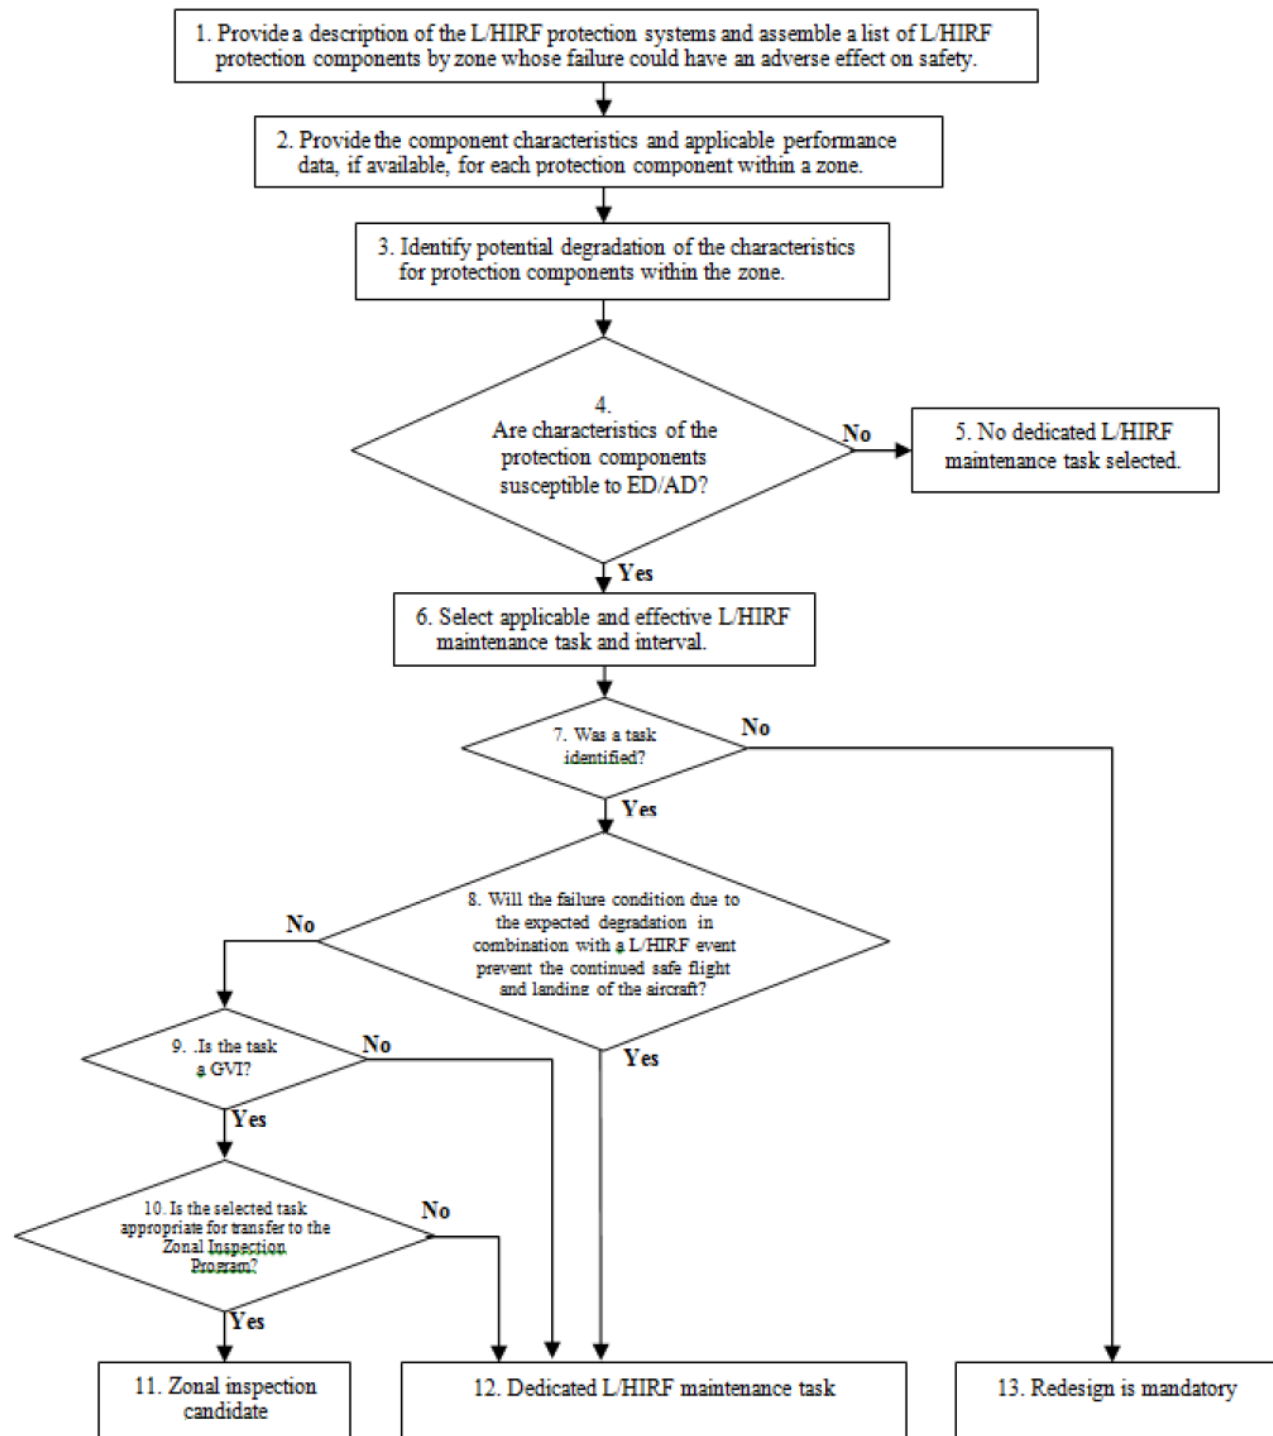 1. Provide a description of the L/HIRF protection systems and assemble a list of L/HIRF
protection components by zone whose failure could have an adverse effect on safety.
2. Provide the component characteristics and applicable performance
data, if available, for each protection component within a zone.
3. Identify potential degradation of the characteristics
for protection components within the zone.
4.
Are characteristics of the
protection components
susceptible to ED/AD?
No
5. No dedicated L/HIRF
maintenance task selected.
Yes
6. Select applicable and effective L/HIRF
maintenance task and interval.
7. Was a task
identified?
No
Yes
8. Will the failure condition due to
the expected degradation in
combination with a L/HIRF event
prevent the continued safe flight
and landing of the aircraft?
No
Yes
9. .Is the task
a GVI?
No
Yes
10. Is the selected task
appropriate for transfer to the
Zonal Inspection
Program?
No
Yes
11. Zonal inspection
candidate
12. Dedicated L/HIRF maintenance task
13. Redesign is mandatory